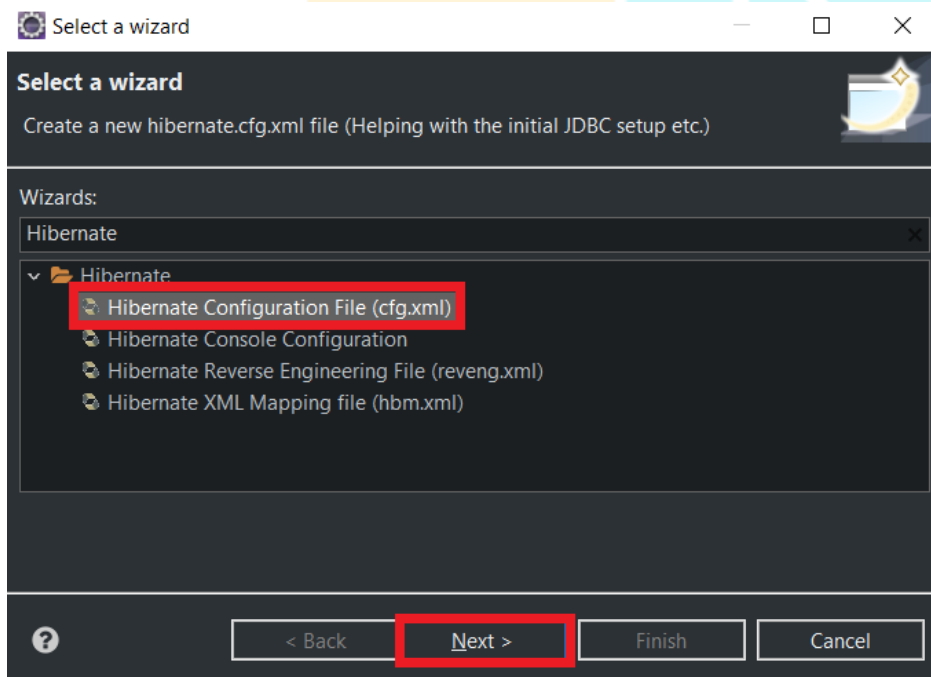 Select a wizard
Select a wizard
Create a new hibernate.cfg.xml file (Helping with the initial JDBC setup etc.)
Wizards:
Hibernate
Hibernate
Hibernate Configuration File (cfg.xml)
Hibernate Console Configuration
Hibernate Reverse Engineering File (reveng.xml)
Hibernate XML Mapping file (hbm.xml)
< Back Next > Finish Cancel